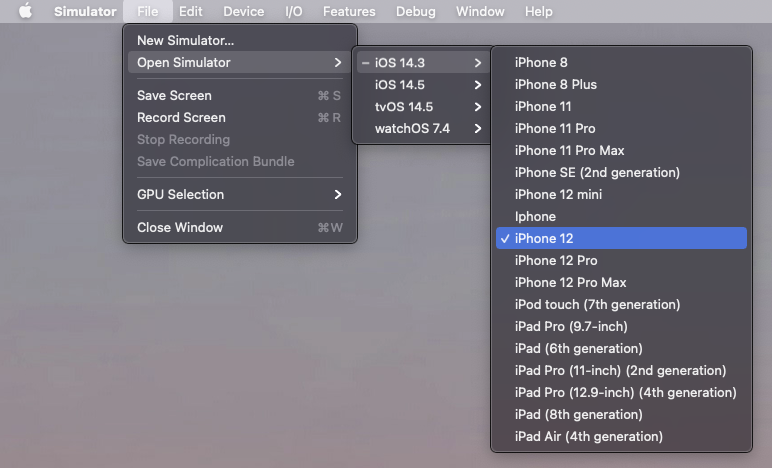 Simulator File Edit Device I/O Features Debug Window Help
New Simulator...
Open Simulator
Save Screen ⌘ S
Record Screen ⌘ R
Stop Recording
Save Complication Bundle
GPU Selection
Close Window ⌘W
iOS 14.3
iOS 14.5
tvOS 14.5
watchOS 7.4
iPhone 8
iPhone 8 Plus
iPhone 11
iPhone 11 Pro
iPhone 11 Pro Max
iPhone SE (2nd generation)
iPhone 12 mini
Iphone
✓ iPhone 12
iPhone 12 Pro
iPhone 12 Pro Max
iPod touch (7th generation)
iPad Pro (9.7-inch)
iPad (6th generation)
iPad Pro (11-inch) (2nd generation)
iPad Pro (12.9-inch) (4th generation)
iPad (8th generation)
iPad Air (4th generation)